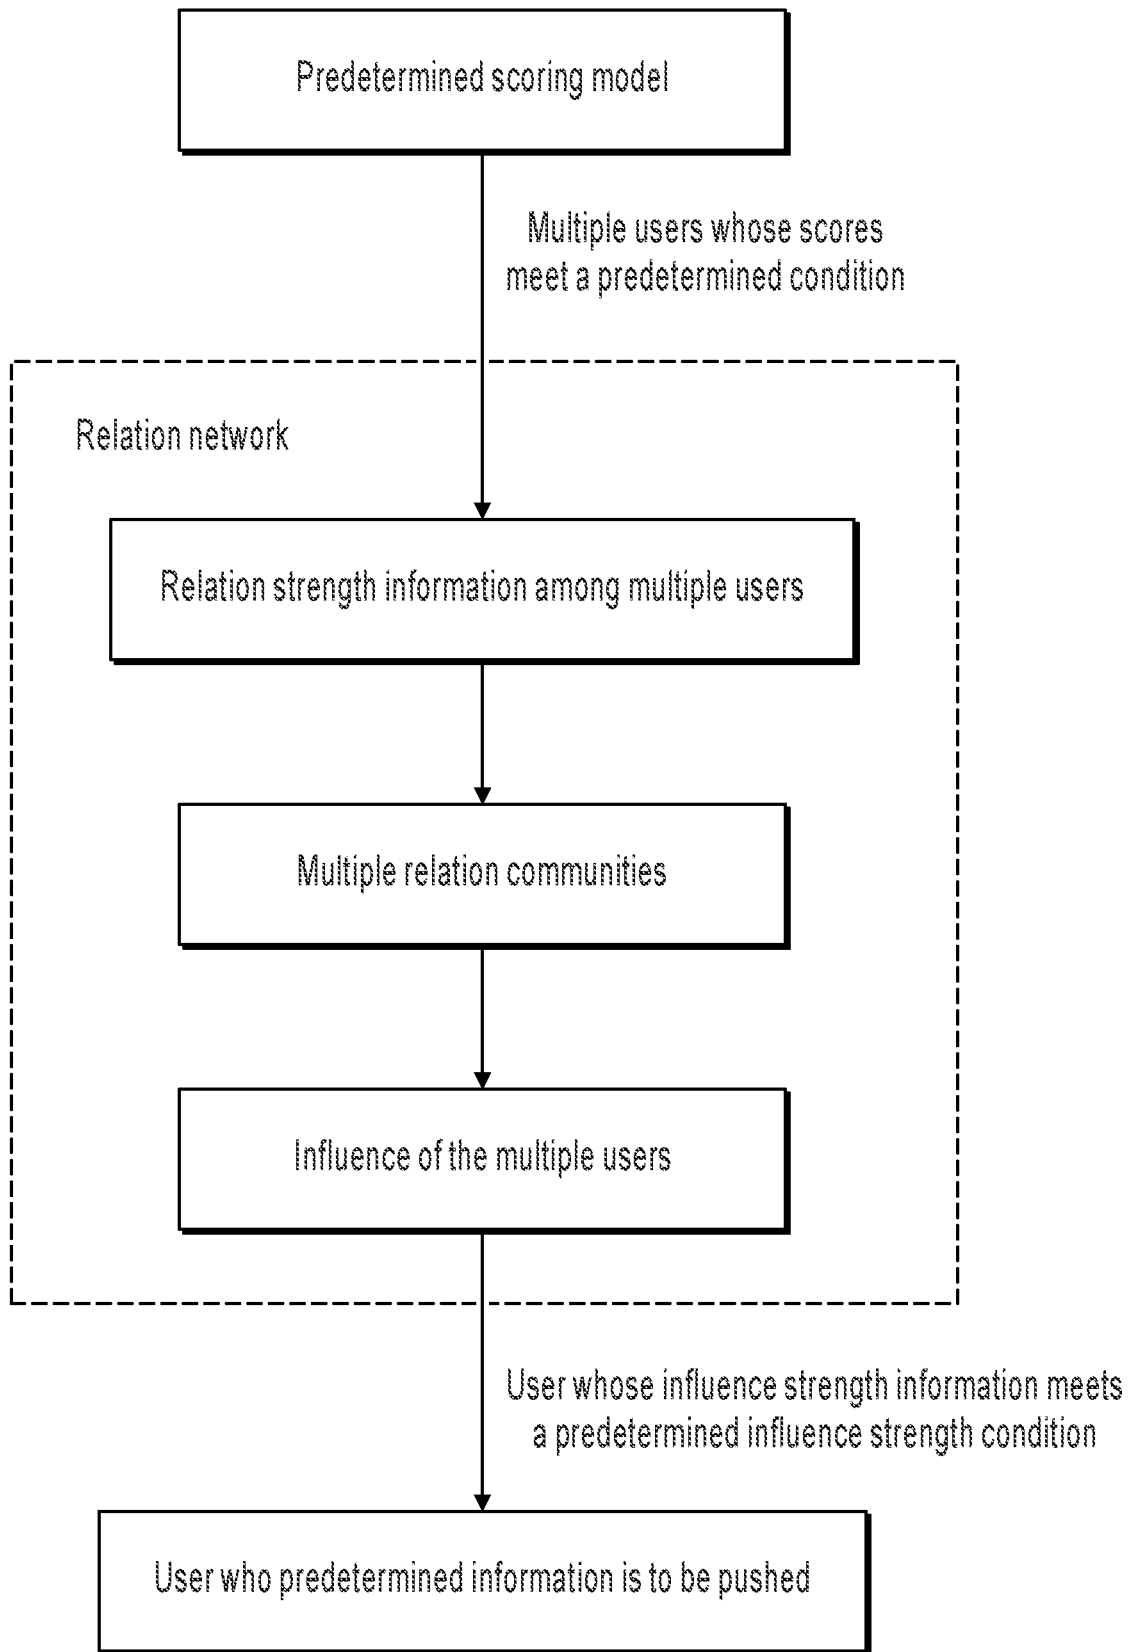 Predetermined scoring model
Multiple users whose scores
meet a predetermined condition
Relation network
Relation strength information among multiple users
Multiple relation communities
Influence of the multiple users
User whose influence strength information meets
a predetermined influence strength condition
User who predetermined information is to be pushed